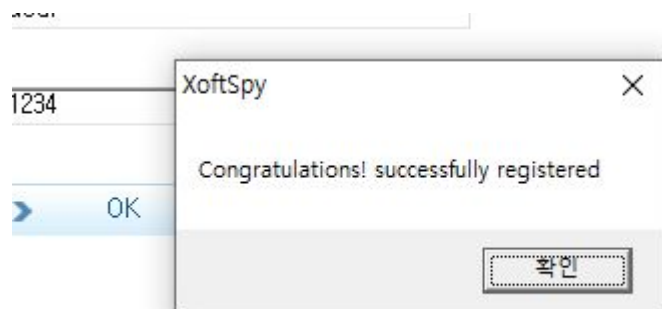 XoftSpy
1234
Congratulations! successfully registered
OK
확인